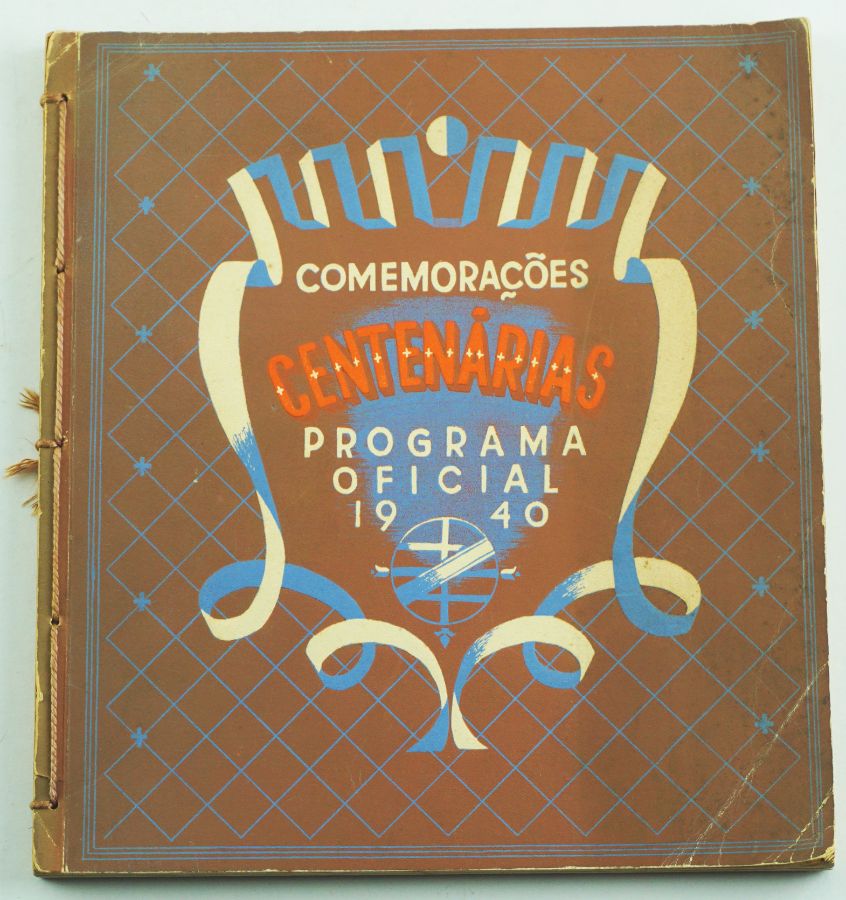 COMEMORAÇÕES
CENTENÁRIAS
PROGRAMA
OFICIAL
1940